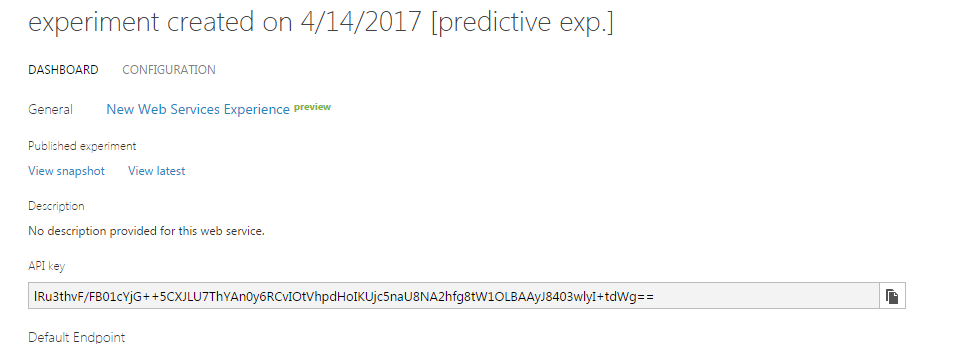 experiment created on 4/14/2017 [predictive exp.]
DASHBOARD CONFIGURATION
General New Web Services Experience preview
Published experiment
View snapshot View latest
Description
No description provided for this web service.
API key
lRu3thvF/FB01cYjG++5CXJLU7ThYAn0y6RCvIOtVhpdHoIKUjc5naU8NA2hfg8tW1OLBAAyJ8403wlyI+tdWg==
Default Endpoint